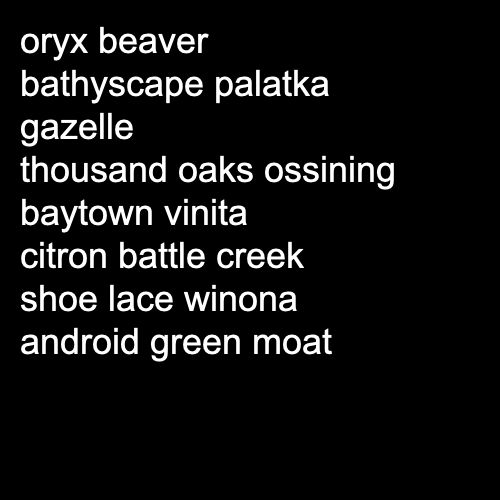 oryx beaver
bathyscape palatka
gazelle
thousand oaks ossining
baytown vinita
citron battle creek
shoe lace winona
android green moat